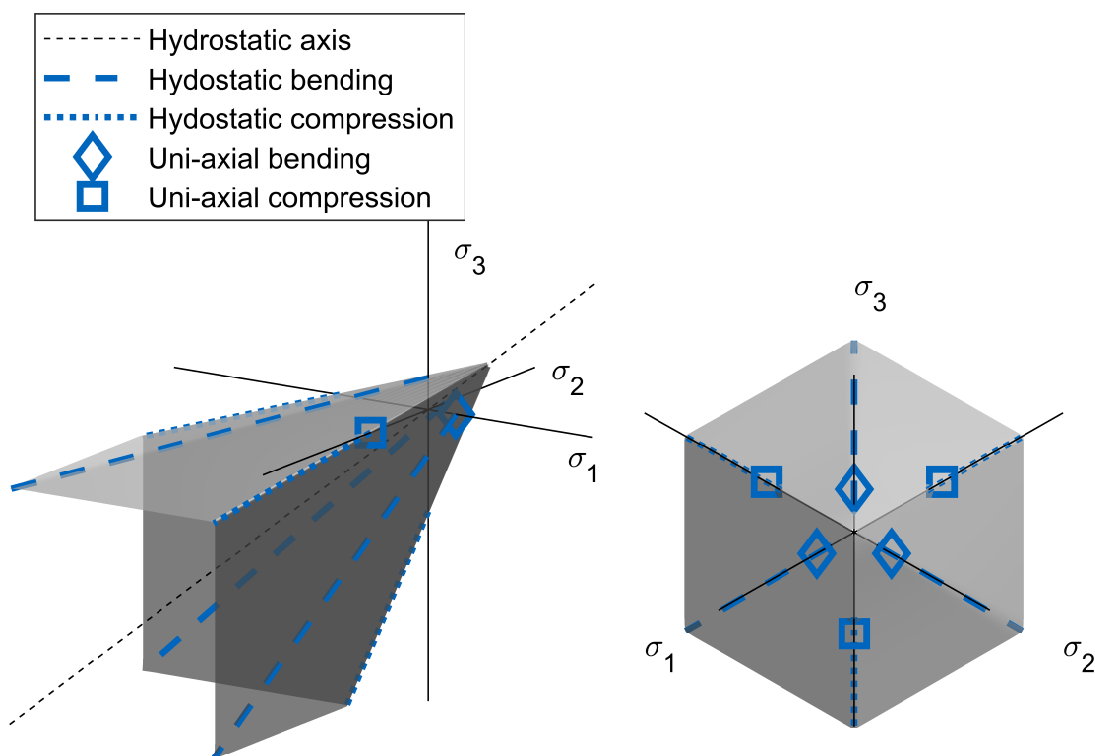 Hydrostatic axis
Hydostatic bending
Hydostatic compression
Uni-axial bending
Uni-axial compression
σ3
σ2
σ1
σ3
σ1
σ2